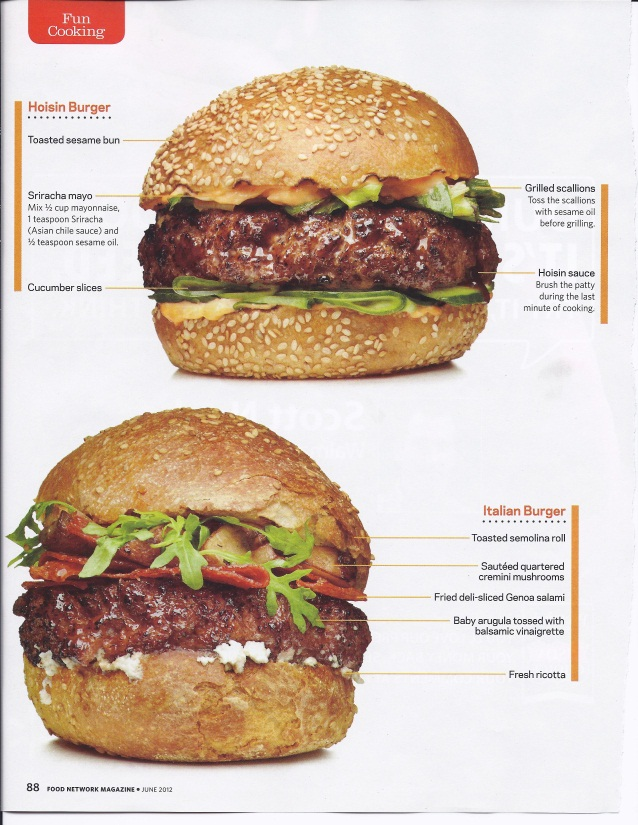 Fun
Cooking
Hoisin Burger
Toasted sesame bun
Sriracha mayo
Mix ½ cup mayonnaise,
1 teaspoon Sriracha
(Asian chile sauce) and
½ teaspoon sesame oil.
Cucumber slices
Grilled scallions
Toss the scallions
with sesame oil
before grilling.
Hoisin sauce
Brush the patty
during the last
minute of cooking.
Italian Burger
Toasted semolina roll
Sautéed quartered
cremini mushrooms
Fried deli-sliced Genoa salami
Baby arugula tossed with
balsamic vinaigrette
Fresh ricotta
88 FOOD NETWORK MAGAZINE ● JUNE 2012